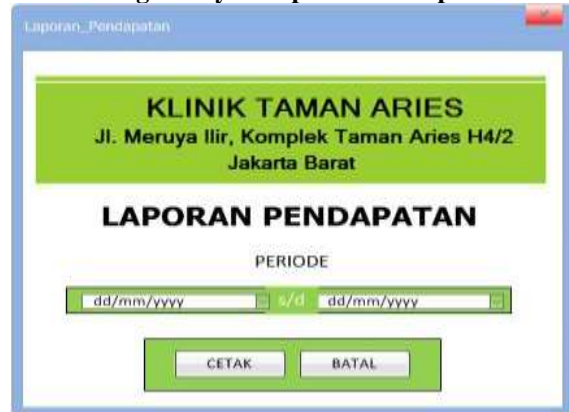 Laporan_Pendapatan
KLINIK TAMAN ARIES
Jl. Meruya Ilir, Komplek Taman Aries H4/2
Jakarta Barat
LAPORAN PENDAPATAN
PERIODE
dd/mm/yyyy s/d dd/mm/yyyy
CETAK BATAL